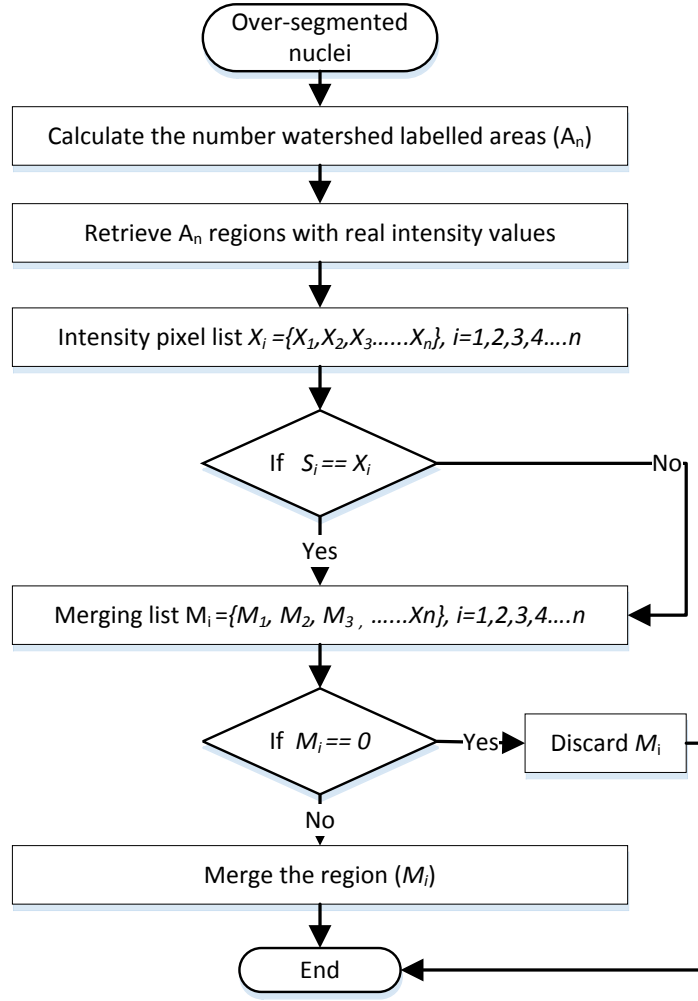 Over-segmented
nuclei
Calculate the number watershed labelled areas (Aₙ)
Retrieve Aₙ regions with real intensity values
Intensity pixel list Xᵢ ={X₁,X₂,X₃......Xₙ}, i=1,2,3,4....n
If Sᵢ == Xᵢ
No
Yes
Merging list Mᵢ ={M₁, M₂, M₃ , ......Xn}, i=1,2,3,4....n
If Mᵢ == 0
Yes
Discard Mᵢ
No
Merge the region (Mᵢ)
End